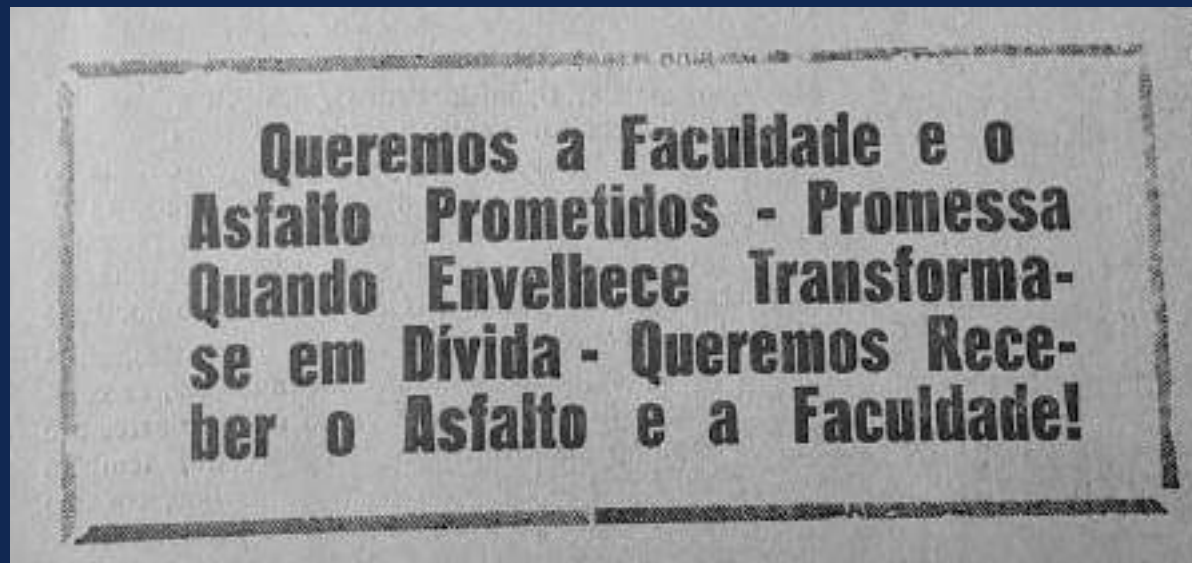 Queremos a Faculdade e o
Asfalto Prometidos - Promessa
Quando Envelhece Transforma-
se em Dívida - Queremos Rece-
ber o Asfalto e a Faculdade!